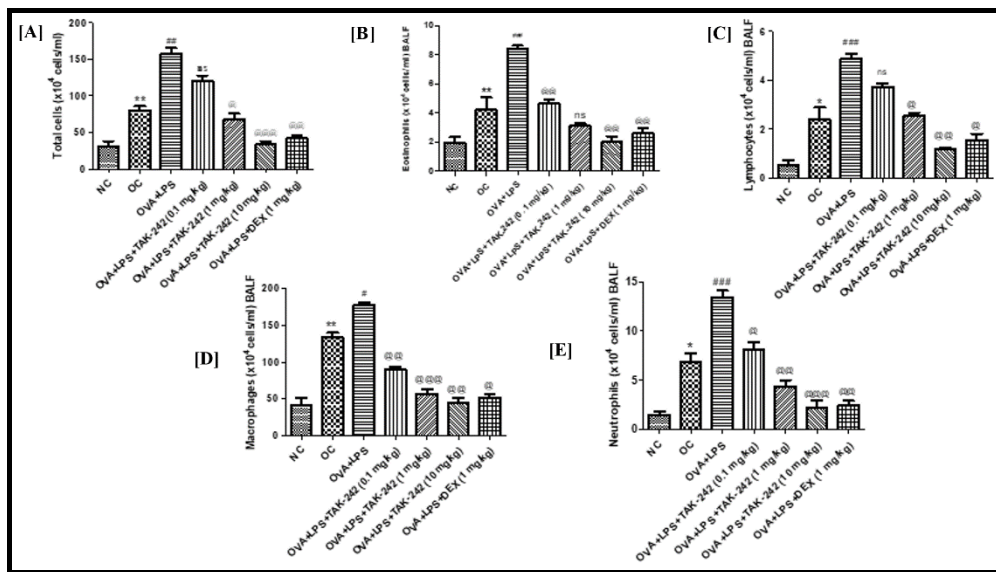 [A]
Total cells (x10⁴ cells/ml)
200
150
100
50
0
**
##
ns
@
@@@
@@
NC
OC
OVA+LPS
OVA+LPS+TAK-242 (0.1 mg/kg)
OVA+LPS+TAK-242 (1 mg/kg)
OVA+LPS+TAK-242 (10 mg/kg)
OVA+LPS+DEX (1 mg/kg)
[B]
Eosinophils (x10⁴ cells/ml) BALF
10
8
6
4
2
0
**
##
@@
ns
@@
@@
NC
OC
OVA+LPS
OVA+LPS+TAK-242 (0.1 mg/kg)
OVA+LPS+TAK-242 (1 mg/kg)
OVA+LPS+TAK-242 (10 mg/kg)
OVA+LPS+DEX (1 mg/kg)
[C]
Lymphocytes (x10⁴ cells/ml) BALF
6
4
2
0
*
###
ns
@
@@
@
NC
OC
OVA+LPS
OVA+LPS+TAK-242 (0.1 mg/kg)
OVA+LPS+TAK-242 (1 mg/kg)
OVA+LPS+TAK-242 (10 mg/kg)
OVA+LPS+DEX (1 mg/kg)
[D]
Macrophages (x10⁴ cells/ml) BALF
200
150
100
50
0
**
#
@@
@@@
@@
@
NC
OC
OVA+LPS
OVA+LPS+TAK-242 (0.1 mg/kg)
OVA+LPS+TAK-242 (1 mg/kg)
OVA+LPS+TAK-242 (10 mg/kg)
OVA+LPS+DEX (1 mg/kg)
[E]
Neutrophils (x10⁴ cells/ml) BALF
15
10
5
0
*
###
@
@@
@@@
@@
NC
OC
OVA+LPS
OVA+LPS+TAK-242 (0.1 mg/kg)
OVA+LPS+TAK-242 (1 mg/kg)
OVA+LPS+TAK-242 (10 mg/kg)
OVA+LPS+DEX (1 mg/kg)